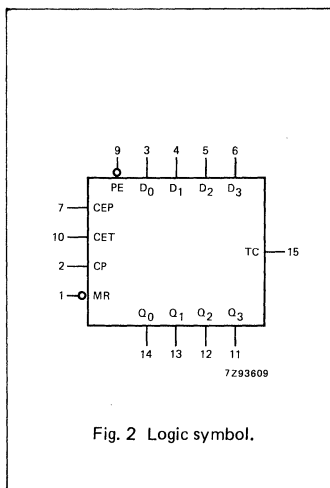 9 3 4 5 6
PE D0 D1 D2 D3
7 CEP
10 CET
TC 15
2 CP
1 MR
Q0 Q1 Q2 Q3
14 13 12 11
7Z93609
Fig. 2 Logic symbol.